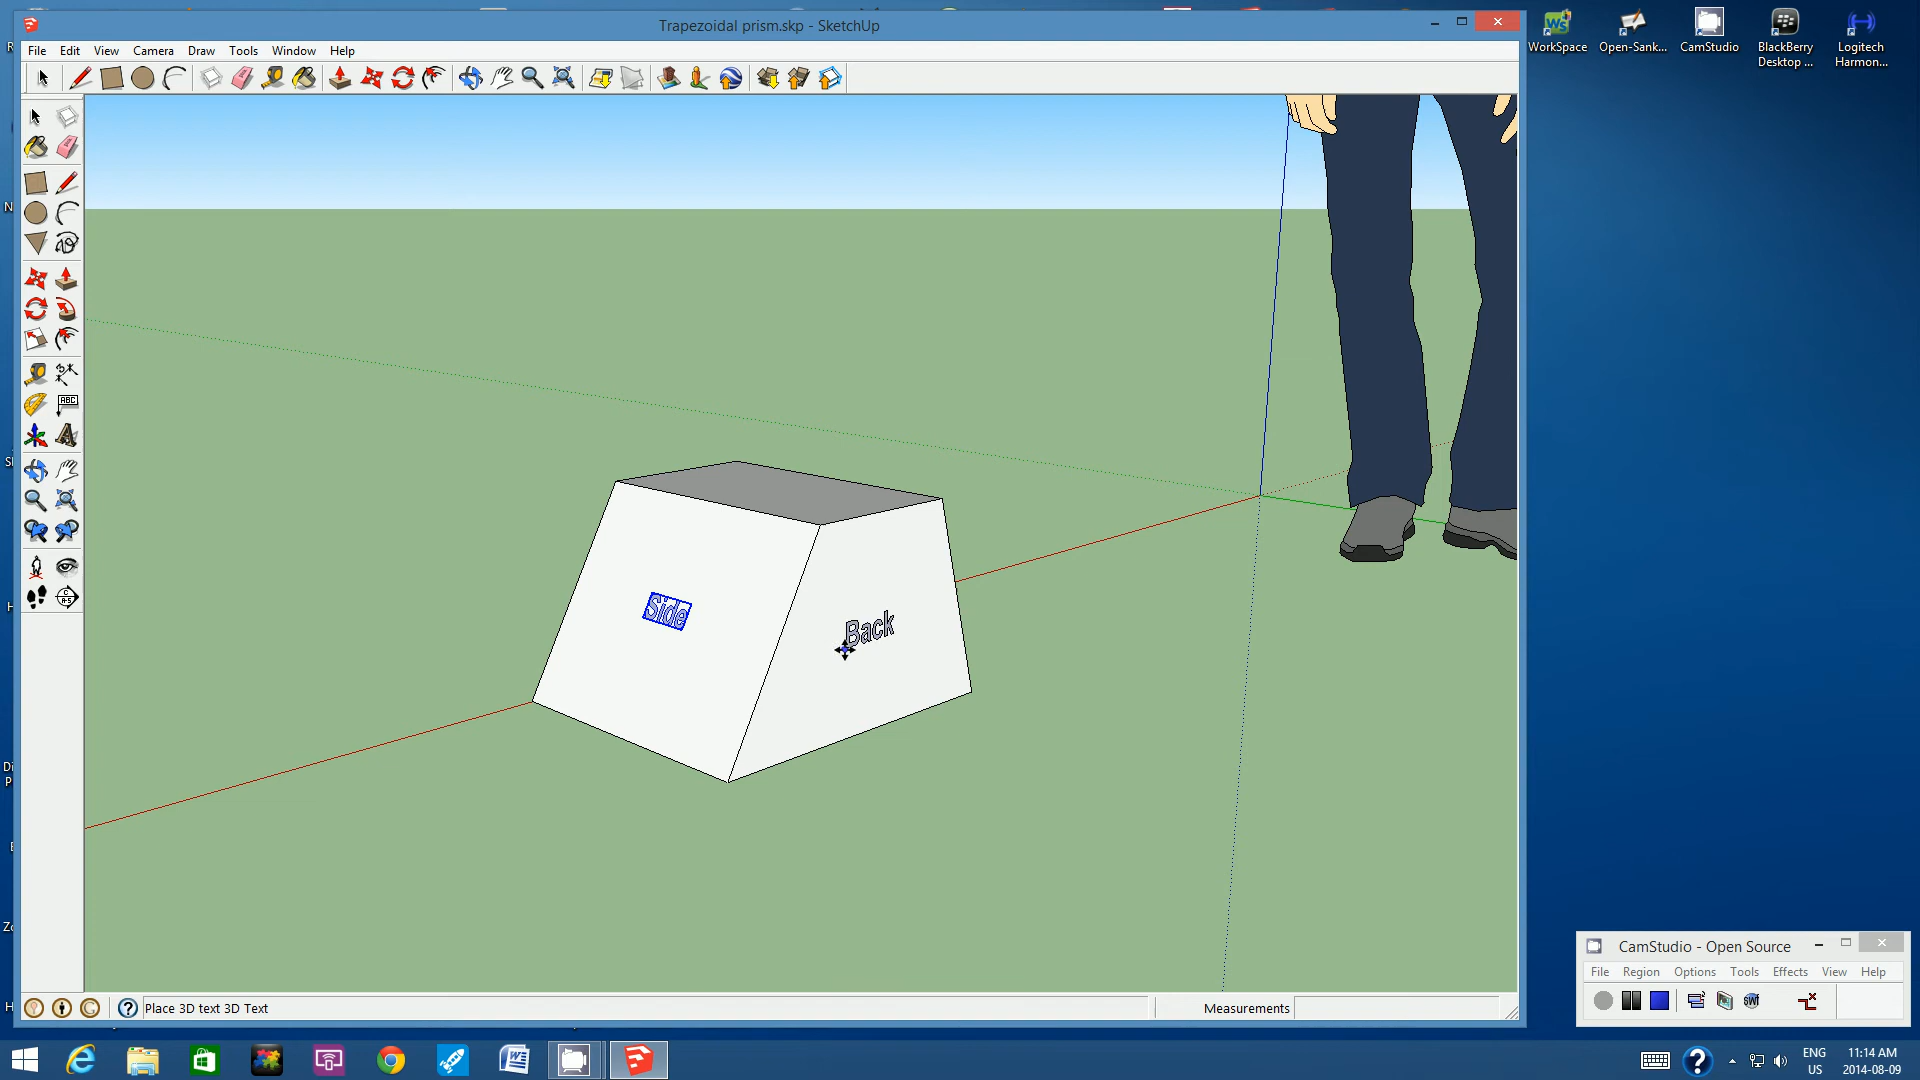 Trapezoidal prism.skp - SketchUp
File Edit View Camera Draw Tools Window Help
WorkSpace Open-Sank... CamStudio BlackBerry Logitech
Desktop ... Harmon...
ABC
Side
Back
CamStudio - Open Source
File Region Options Tools Effects View Help
Place 3D text 3D Text
Measurements
ENG 11:14 AM
US 2014-08-09